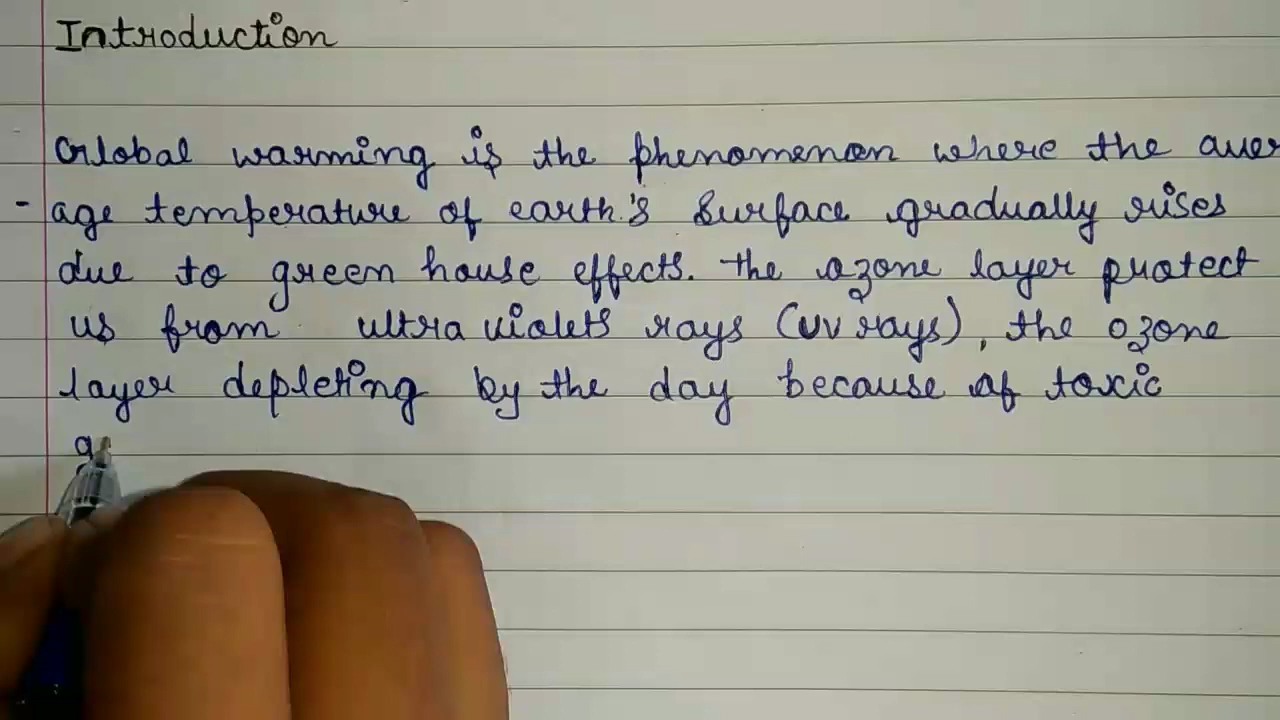 Introduction
Global warming is the phenomenon where the aver
- age temperature of earth's surface gradually rises
due to green house effects. the ozone layer protect
us from ultra violets rays (UV rays), the ozone
layer depleting by the day because of toxic